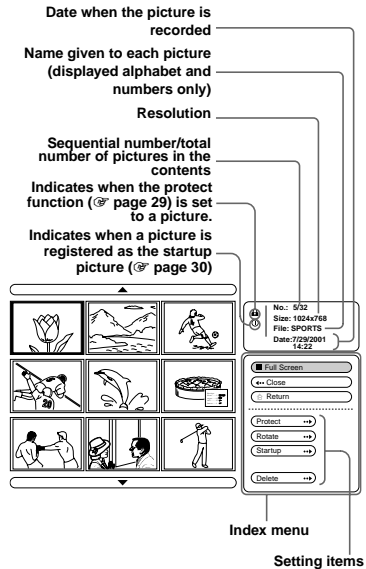 Date when the picture is
recorded
Name given to each picture
(displayed alphabet and
numbers only)
Resolution
Sequential number/total
number of pictures in the
contents
Indicates when the protect
function (☞ page 29) is set
to a picture.
Indicates when a picture is
registered as the startup
picture (☞ page 30)
No.: 5/32
Size: 1024x768
File: SPORTS
Date:7/29/2001
14:22
Full Screen
Close
Return
Protect
Rotate
Startup
Delete
20
Index menu
Setting items